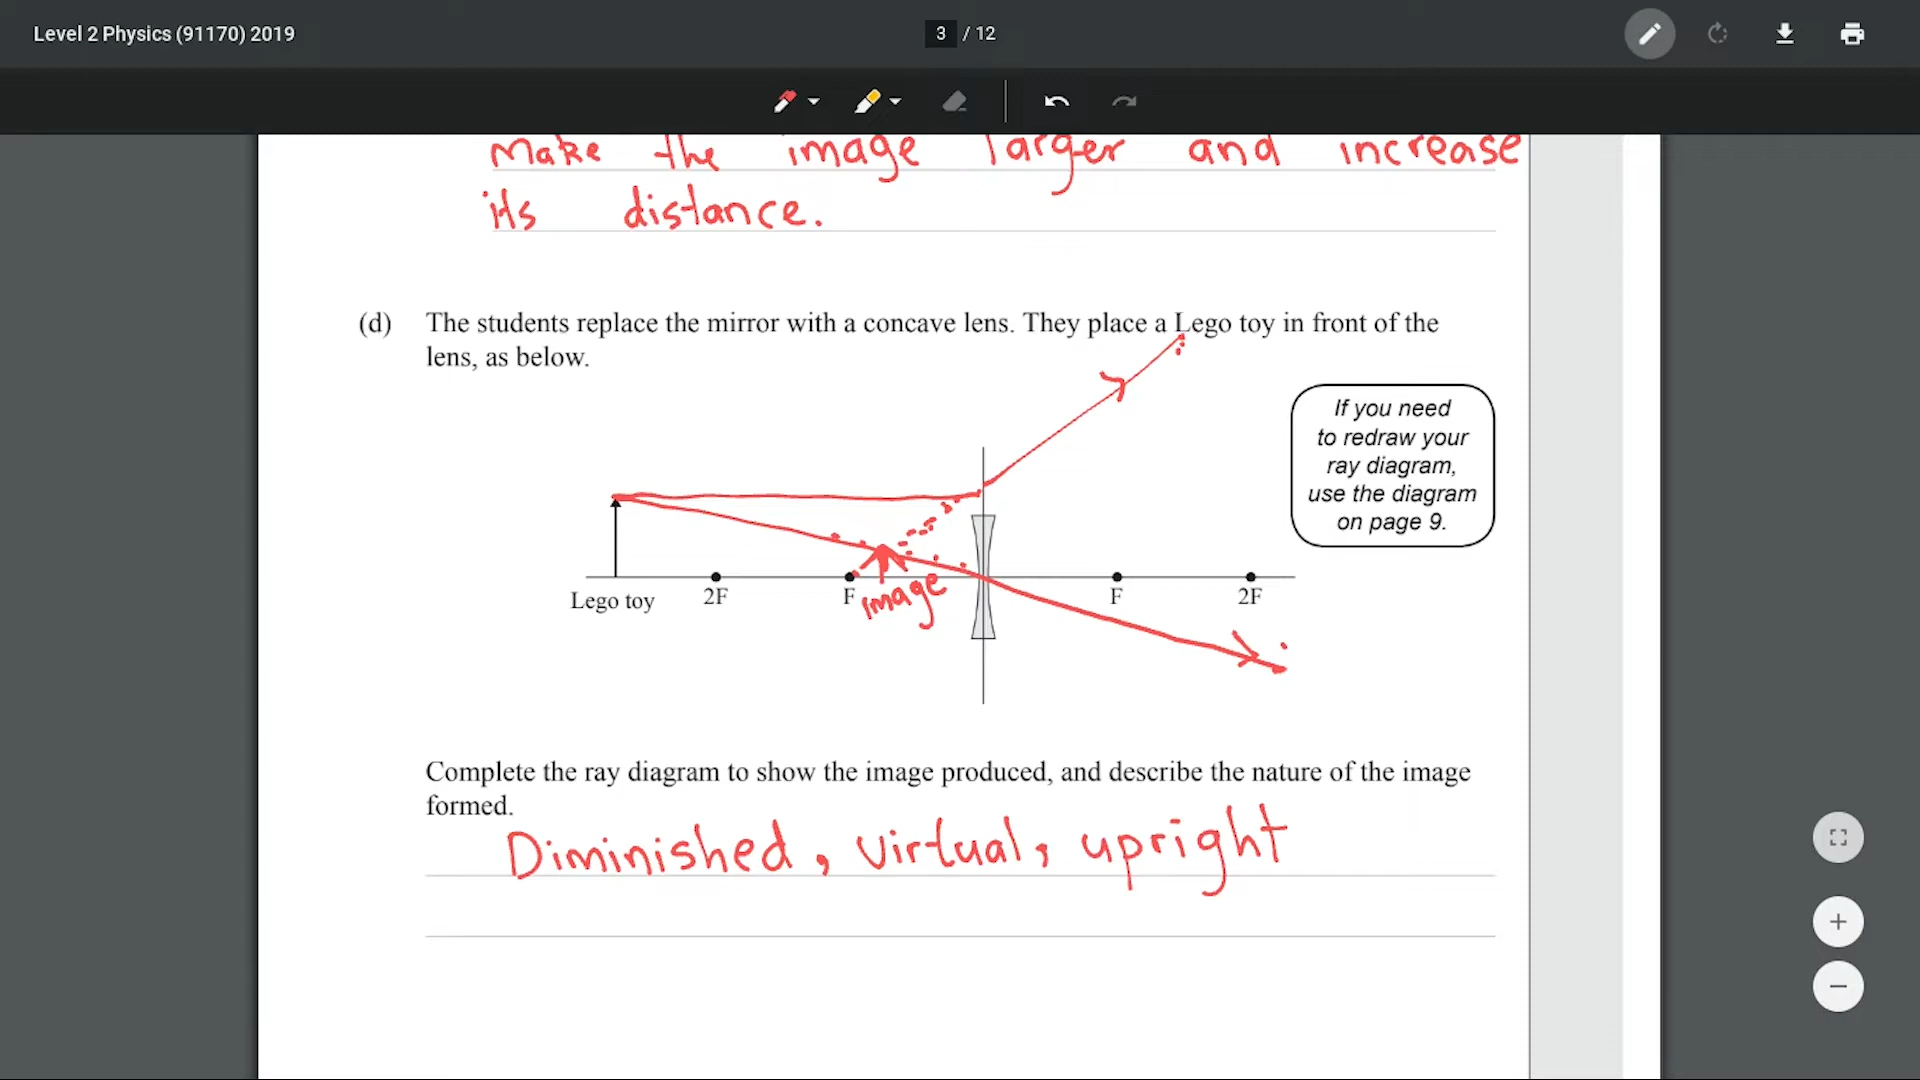 Level 2 Physics (91170) 2019
3 / 12
make the image larger and increase
its distance.
(d) The students replace the mirror with a concave lens. They place a Lego toy in front of the
lens, as below.
If you need
to redraw your
ray diagram,
use the diagram
on page 9.
Lego toy 2F F image F 2F
Complete the ray diagram to show the image produced, and describe the nature of the image
formed.
Diminished, virtual, upright